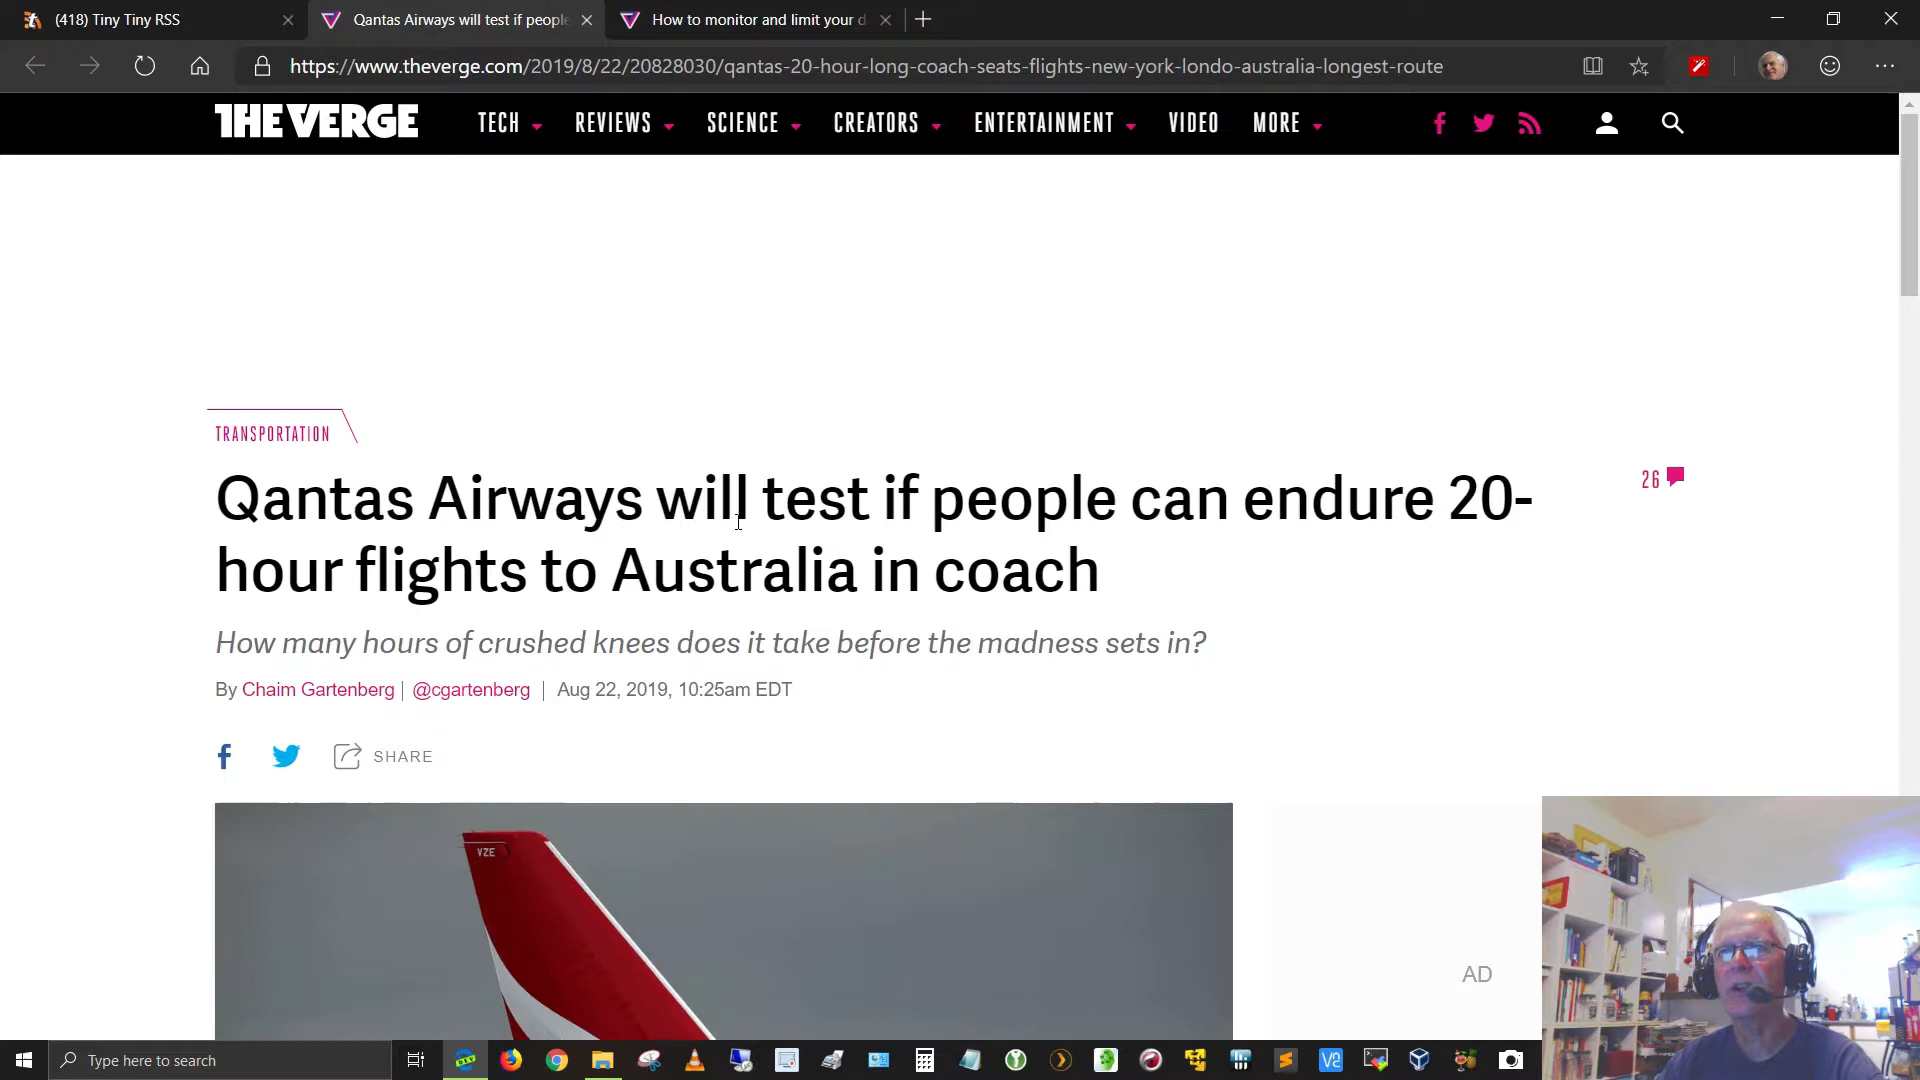 (418) Tiny Tiny RSS
Qantas Airways will test if people
How to monitor and limit your d
https://www.theverge.com/2019/8/22/20828030/qantas-20-hour-long-coach-seats-flights-new-york-londo-australia-longest-route
THE VERGE
TECH REVIEWS SCIENCE CREATORS ENTERTAINMENT VIDEO MORE
TRANSPORTATION
Qantas Airways will test if people can endure 20-
hour flights to Australia in coach
26
How many hours of crushed knees does it take before the madness sets in?
By Chaim Gartenberg | @cgartenberg | Aug 22, 2019, 10:25am EDT
SHARE
VZE
AD
Type here to search